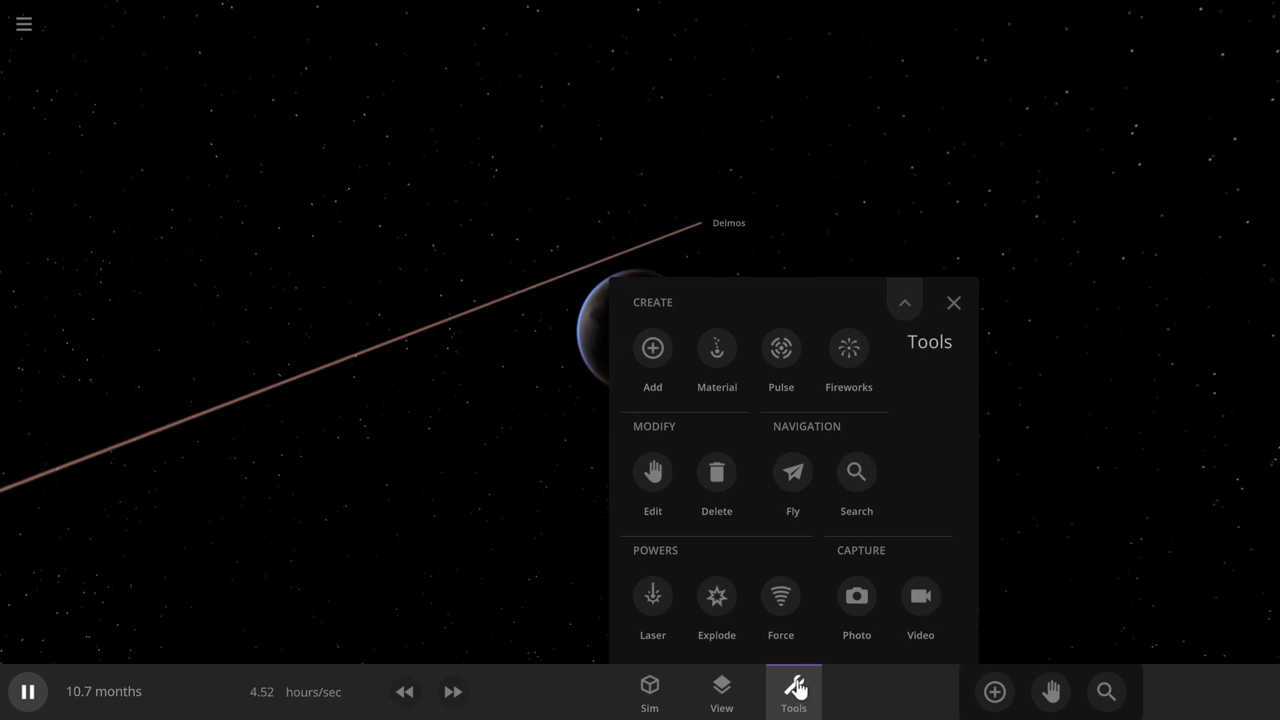 Deimos
CREATE
Tools
Add Material Pulse Fireworks
MODIFY NAVIGATION
Edit Delete Fly Search
POWERS CAPTURE
Laser Explode Force Photo Video
10.7 months 4.52 hours/sec
Sim View Tools